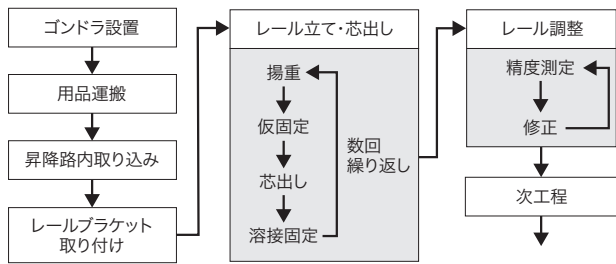 ゴンドラ設置
用品運搬
昇降路内取り込み
レールブラケット
取り付け
レール立て・芯出し
揚重
仮固定
芯出し
溶接固定
数回
繰り返し
レール調整
精度測定
修正
次工程